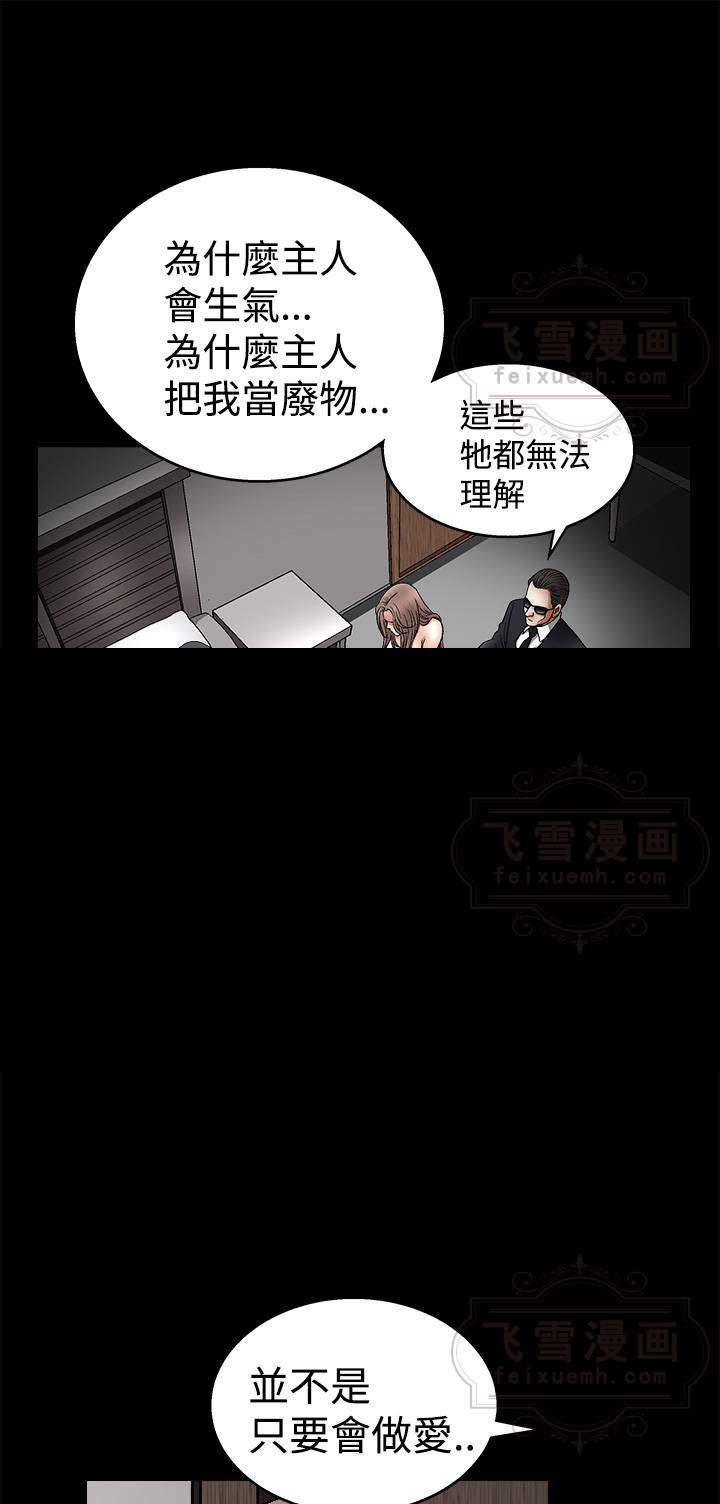 為什麼主人
會生氣...
為什麼主人
把我當廢物...
飞雪漫画
feixuemh.com
這些
牠都無法
理解
飞雪漫画
feixuemh.com
飞雪漫画
feixuemh.com
並不是
只要會做愛..